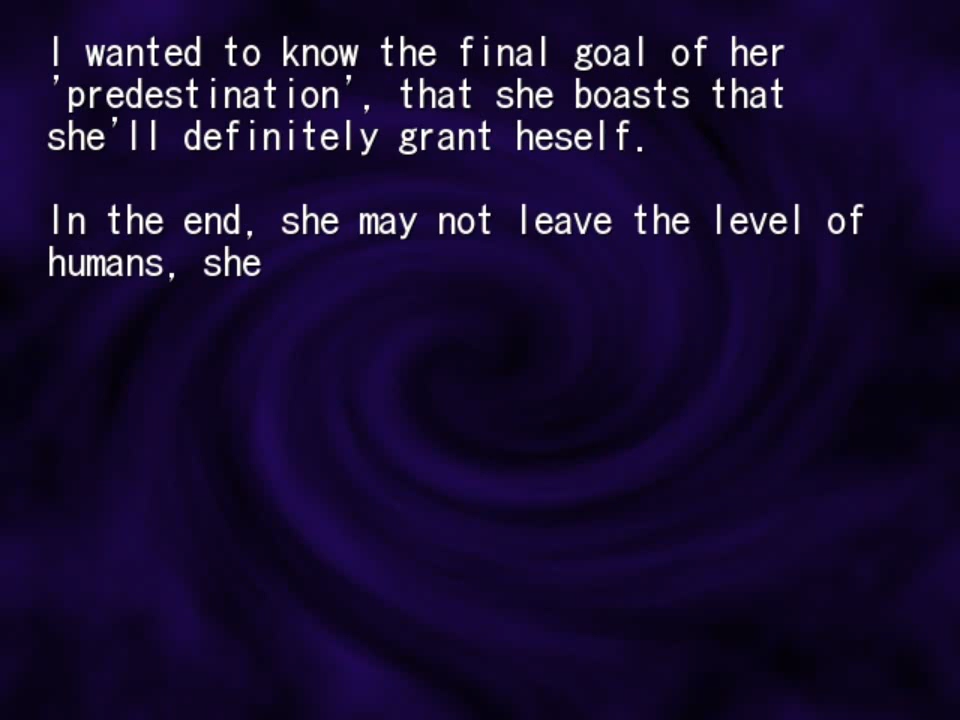 I wanted to know the final goal of her
'predestination', that she boasts that
she'll definitely grant heself.
In the end, she may not leave the level of
humans, she